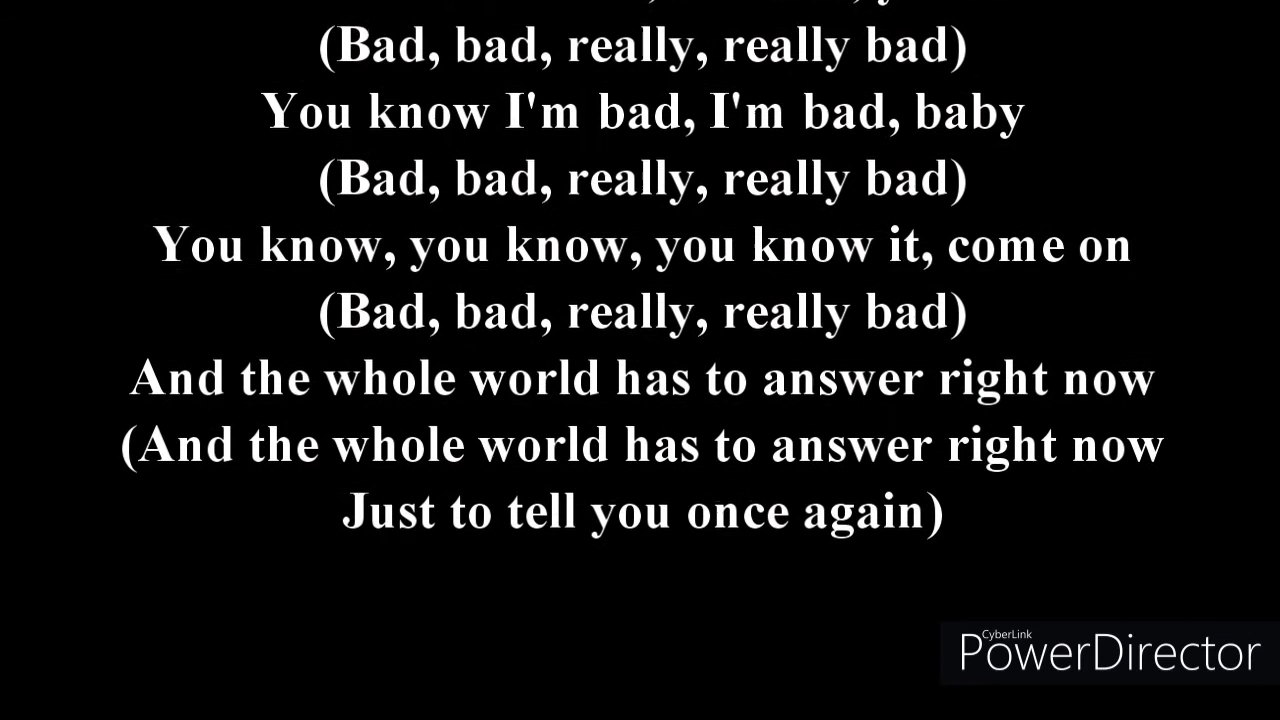 (Bad, bad, really, really bad)
You know I'm bad, I'm bad, baby
(Bad, bad, really, really bad)
You know, you know, you know it, come on
(Bad, bad, really, really bad)
And the whole world has to answer right now
(And the whole world has to answer right now
Just to tell you once again)
CyberLink
PowerDirector